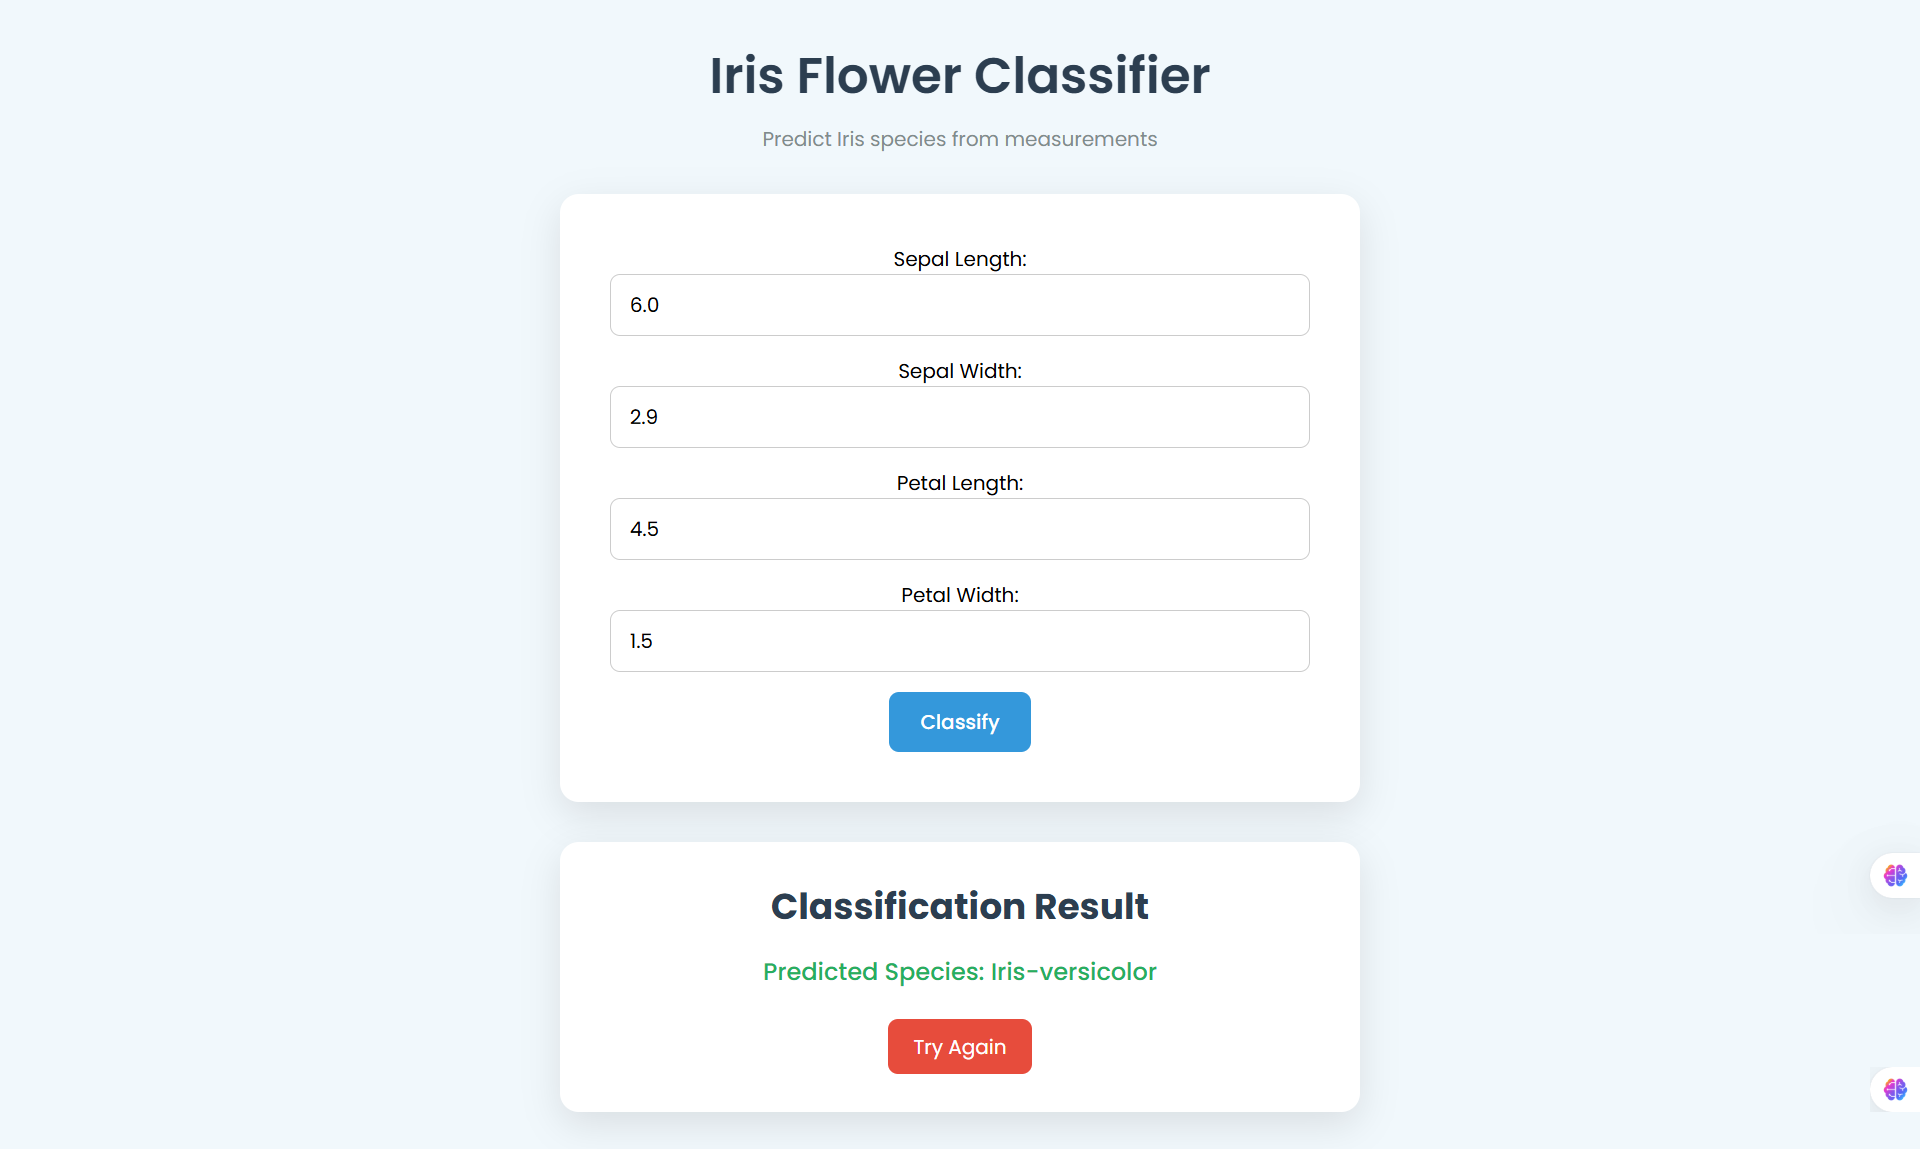 Iris Flower Classifier
Predict Iris species from measurements
Sepal Length:
6.0
Sepal Width:
2.9
Petal Length:
4.5
Petal Width:
1.5
Classify
Classification Result
Predicted Species: Iris-versicolor
Try Again